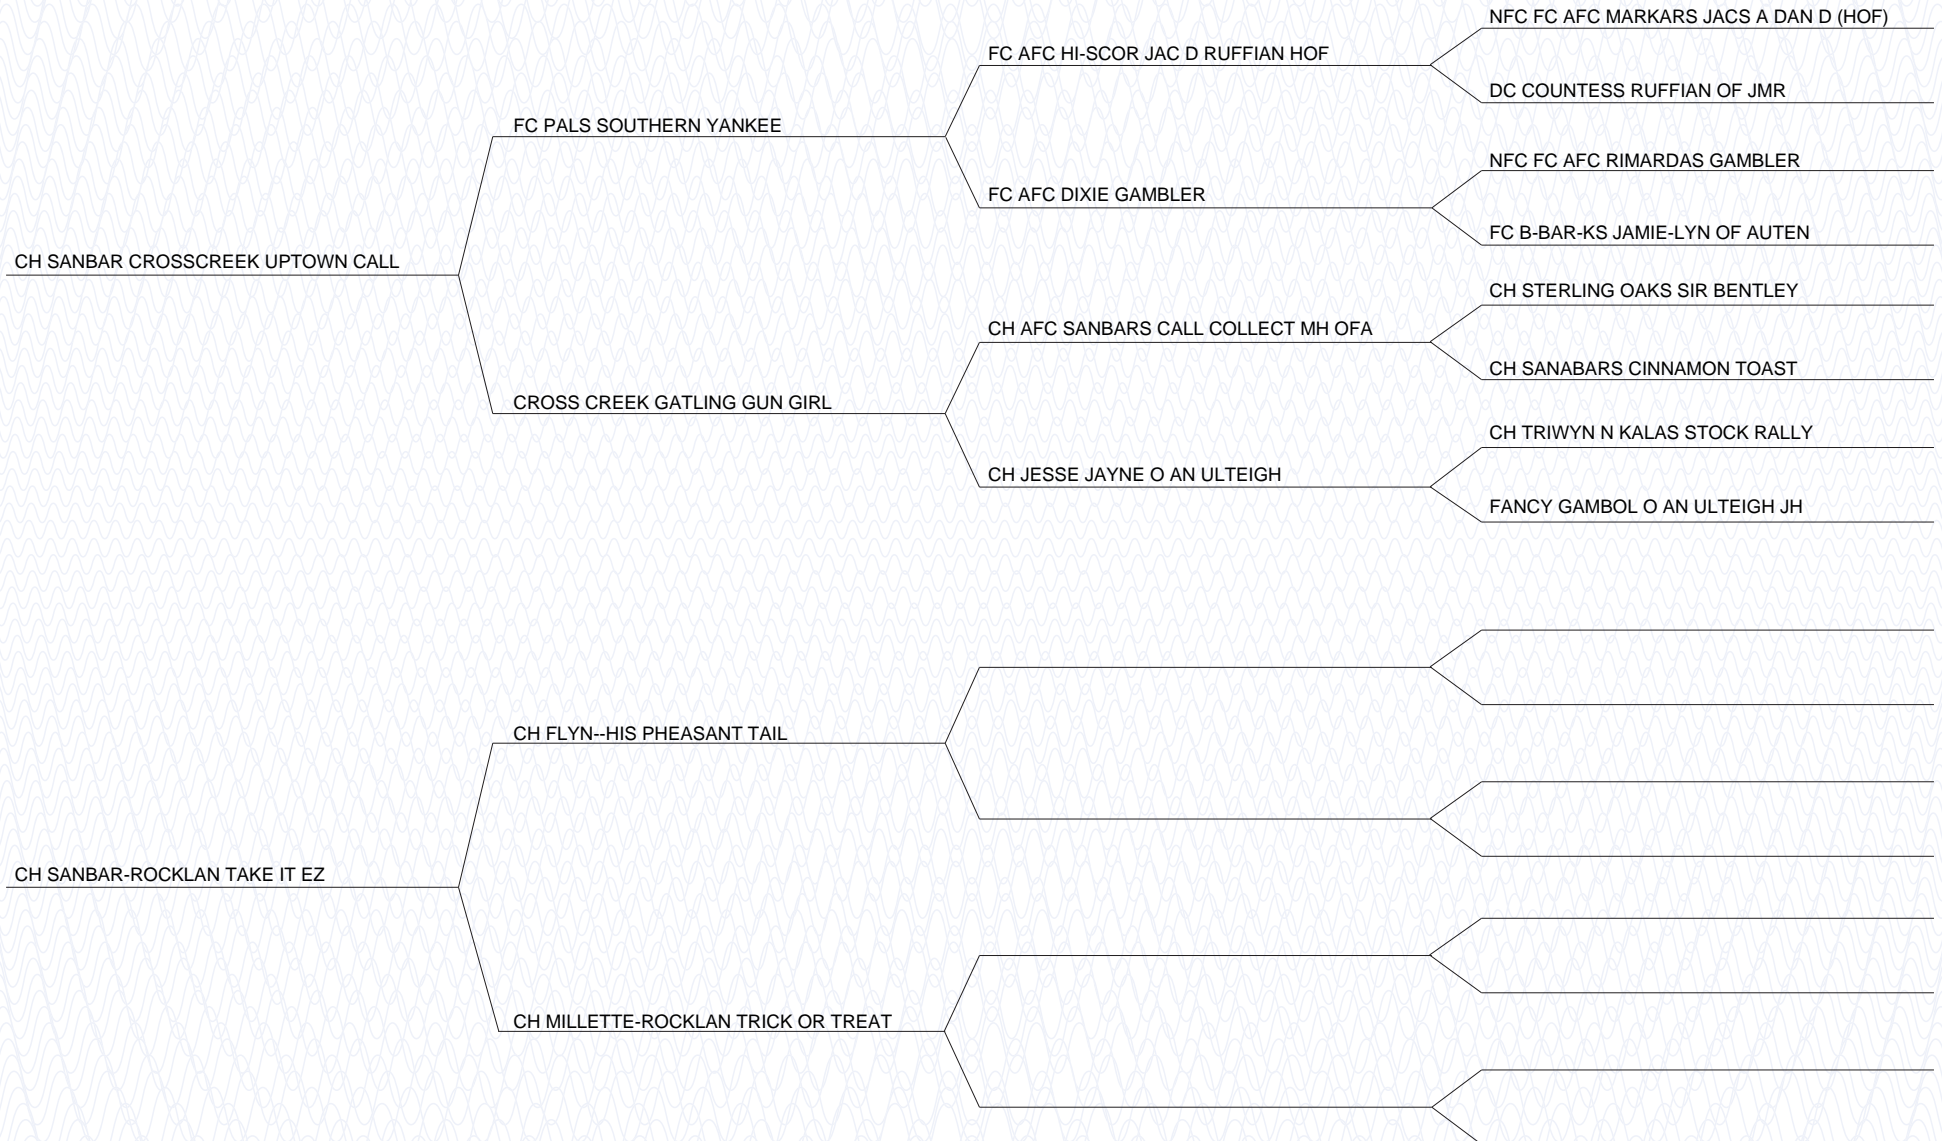 NFC FC AFC MARKARS JACS A DAN D (HOF)
FC AFC HI-SCOR JAC D RUFFIAN HOF
DC COUNTESS RUFFIAN OF JMR
FC PALS SOUTHERN YANKEE
NFC FC AFC RIMARDAS GAMBLER
FC AFC DIXIE GAMBLER
FC B-BAR-KS JAMIE-LYN OF AUTEN
CH SANBAR CROSSCREEK UPTOWN CALL
CH STERLING OAKS SIR BENTLEY
CH AFC SANBARS CALL COLLECT MH OFA
CH SANABARS CINNAMON TOAST
CROSS CREEK GATLING GUN GIRL
CH TRIWYN N KALAS STOCK RALLY
CH JESSE JAYNE O AN ULTEIGH
FANCY GAMBOL O AN ULTEIGH JH
CH FLYN--HIS PHEASANT TAIL
CH SANBAR-ROCKLAN TAKE IT EZ
CH MILLETTE-ROCKLAN TRICK OR TREAT